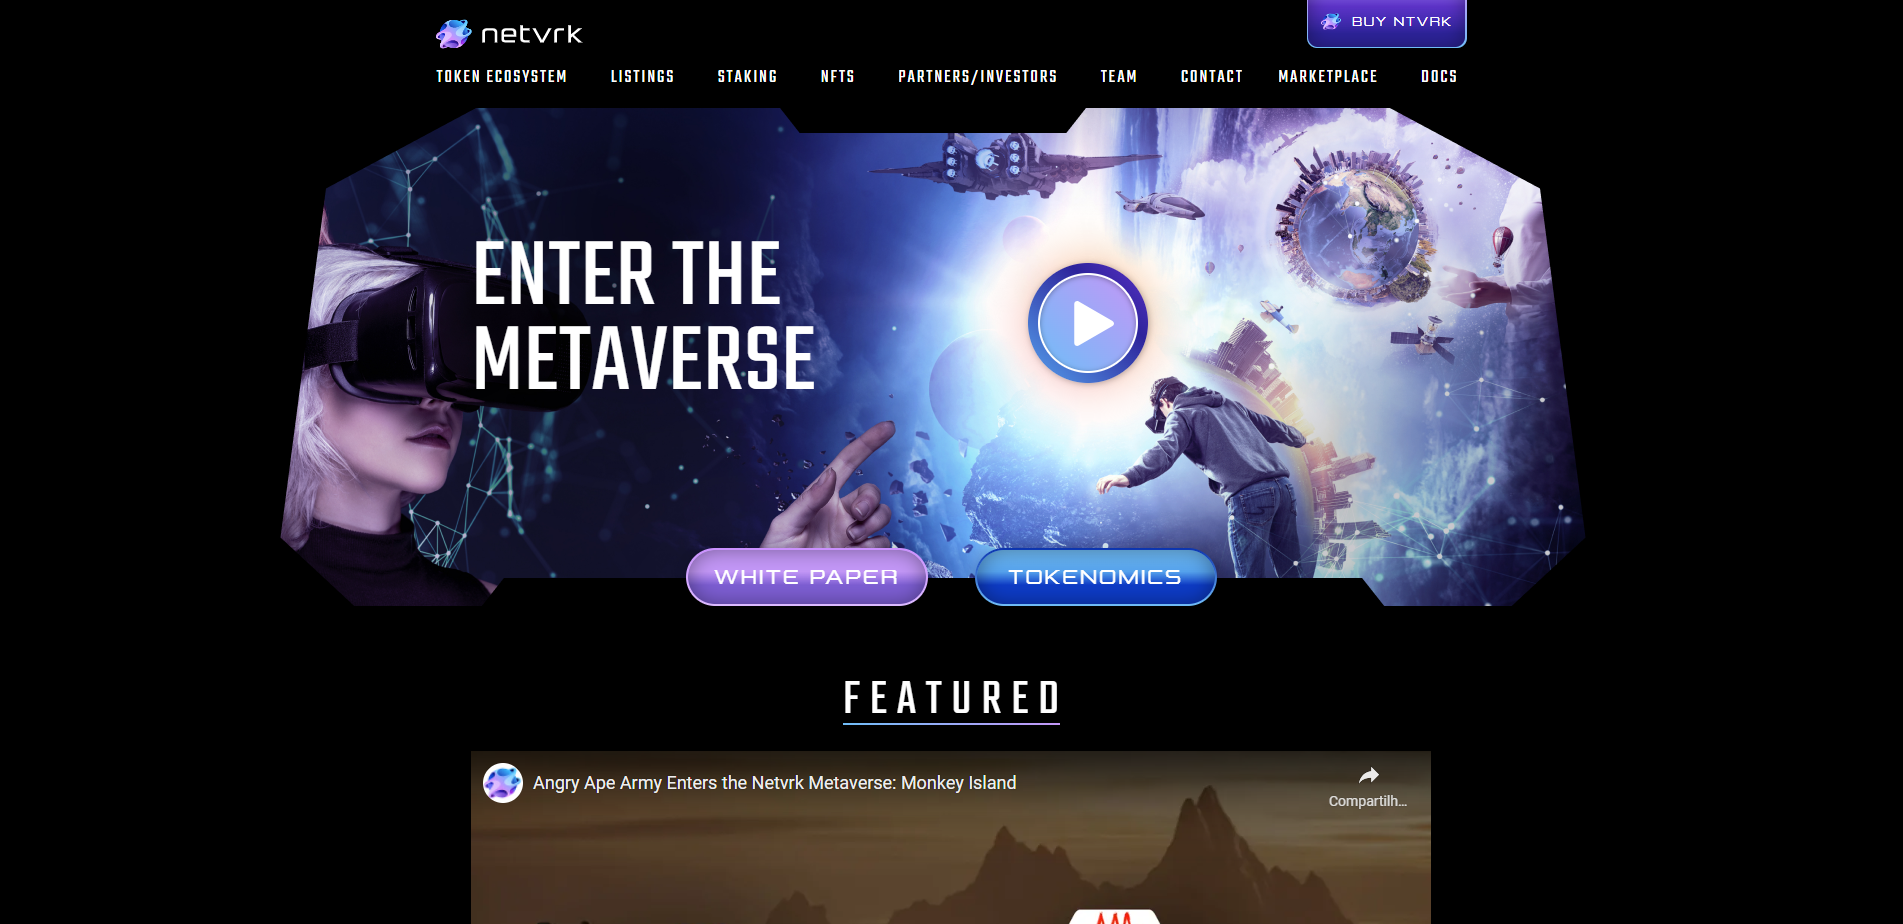 netvrk
BUY NTVRK
TOKEN ECOSYSTEM LISTINGS STAKING NFTS PARTNERS/INVESTORS TEAM CONTACT MARKETPLACE DOCS
ENTER THE
METAVERSE
WHITE PAPER TOKENOMICS
FEATURED
Angry Ape Army Enters the Netvrk Metaverse: Monkey Island
Compartilh...